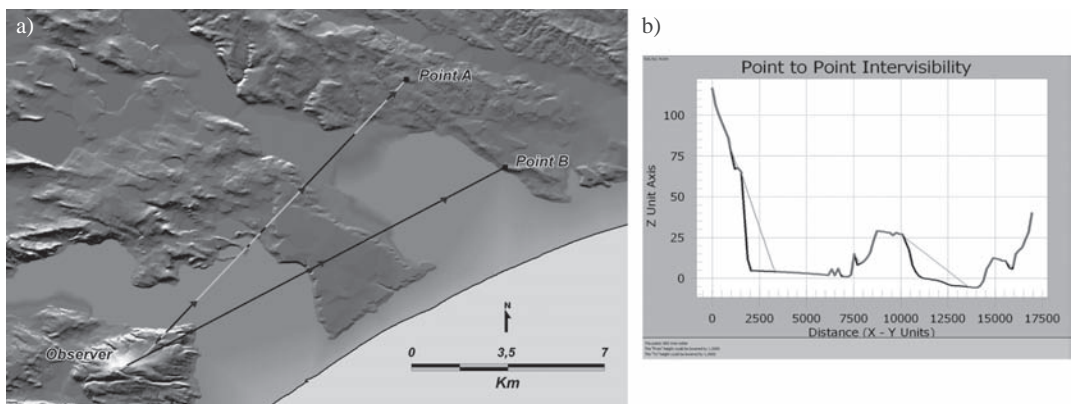 a)
Point A
Point B
Observer
N
0 3,5 7
Km
b)
Point to Point Intervisibility
Z Unit Axis
100
75
50
25
0
0 2500 5000 7500 10000 12500 15000 17500
Distance (X - Y Units)